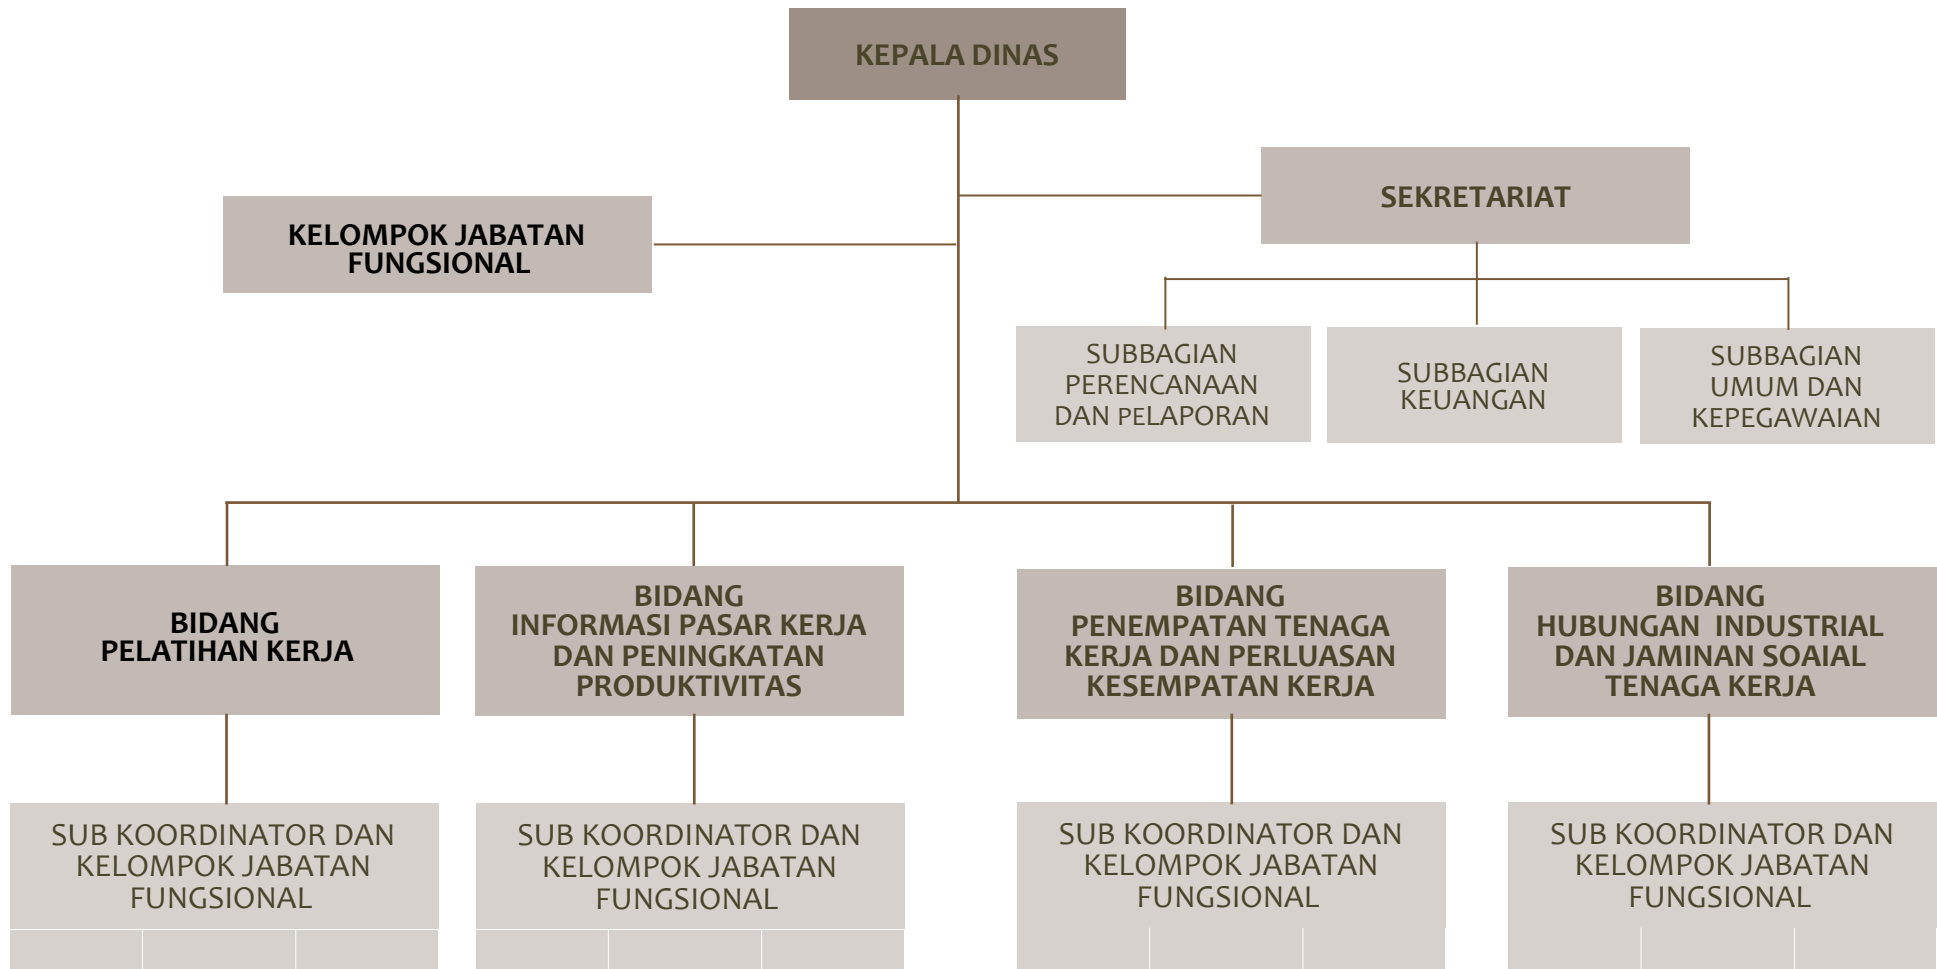 KEPALA DINAS
SEKRETARIAT
KELOMPOK JABATAN
FUNGSIONAL
SUBBAGIAN
PERENCANAAN
DAN PELAPORAN
SUBBAGIAN
KEUANGAN
SUBBAGIAN
UMUM DAN
KEPEGAWAIAN
BIDANG
PELATIHAN KERJA
BIDANG
INFORMASI PASAR KERJA
DAN PENINGKATAN
PRODUKTIVITAS
BIDANG
PENEMPATAN TENAGA
KERJA DAN PERLUASAN
KESEMPATAN KERJA
BIDANG
HUBUNGAN INDUSTRIAL
DAN JAMINAN SOAIAL
TENAGA KERJA
SUB KOORDINATOR DAN
KELOMPOK JABATAN
FUNGSIONAL
SUB KOORDINATOR DAN
KELOMPOK JABATAN
FUNGSIONAL
SUB KOORDINATOR DAN
KELOMPOK JABATAN
FUNGSIONAL
SUB KOORDINATOR DAN
KELOMPOK JABATAN
FUNGSIONAL